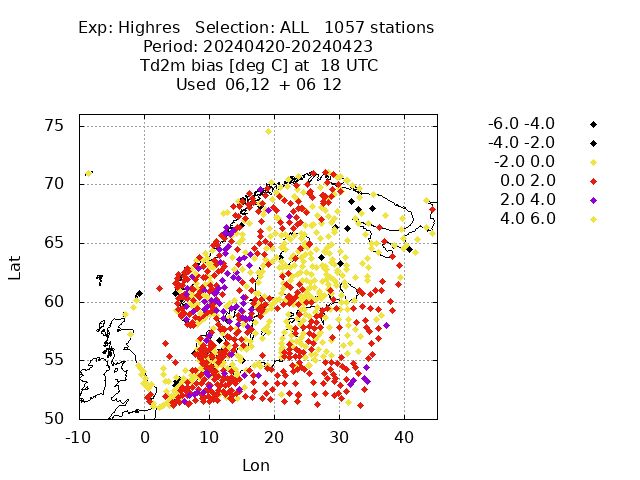 Exp: Highres   Selection: ALL   1057 stations
Period: 20240420-20240423
Td2m bias [deg C] at  18 UTC
Used  06,12  + 06 12
-6.0 -4.0
-4.0 -2.0
-2.0 0.0
0.0 2.0
2.0 4.0
4.0 6.0
75
70
65
60
55
50
Lat
-10 0 10 20 30 40
Lon